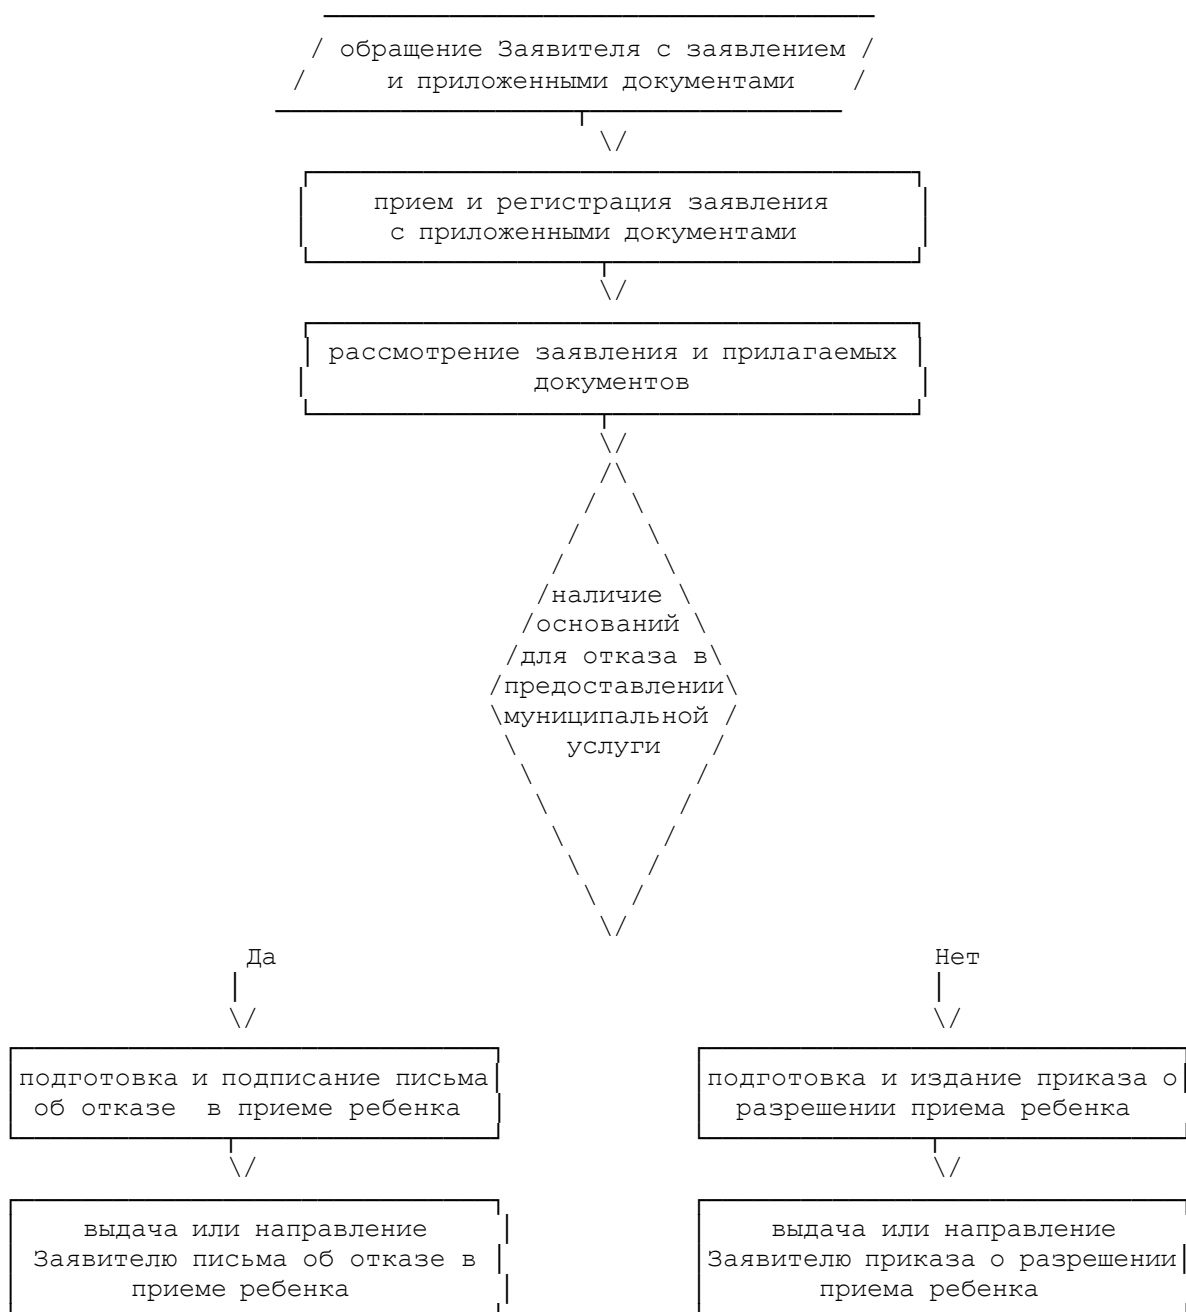 обращение Заявителя с заявлением
и приложенными документами
прием и регистрация заявления
с приложенными документами
рассмотрение заявления и прилагаемых
документов
наличие
оснований
для отказа в
предоставлении
муниципальной
услуги
Да
Нет
подготовка и подписание письма
об отказе в приеме ребенка
подготовка и издание приказа о
разрешении приема ребенка
выдача или направление
Заявителю письма об отказе в
приеме ребенка
выдача или направление
Заявителю приказа о разрешении
приема ребенка